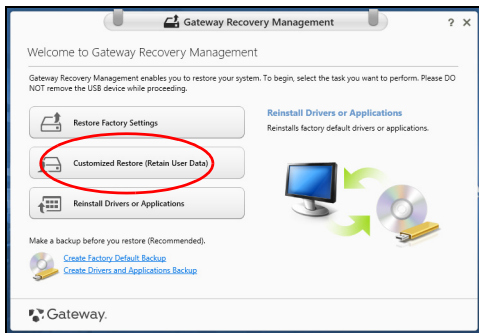 Gateway Recovery Management
? X
Welcome to Gateway Recovery Management
Gateway Recovery Management enables you to restore your system. To begin, select the task you want to perform. Please DO
NOT remove the USB device while proceeding.
Restore Factory Settings
Customized Restore (Retain User Data)
Reinstall Drivers or Applications
Reinstall Drivers or Applications
Reinstalls factory default drivers or applications.
Make a backup before you restore (Recommended).
Create Factory Default Backup
Create Drivers and Applications Backup
Gateway.